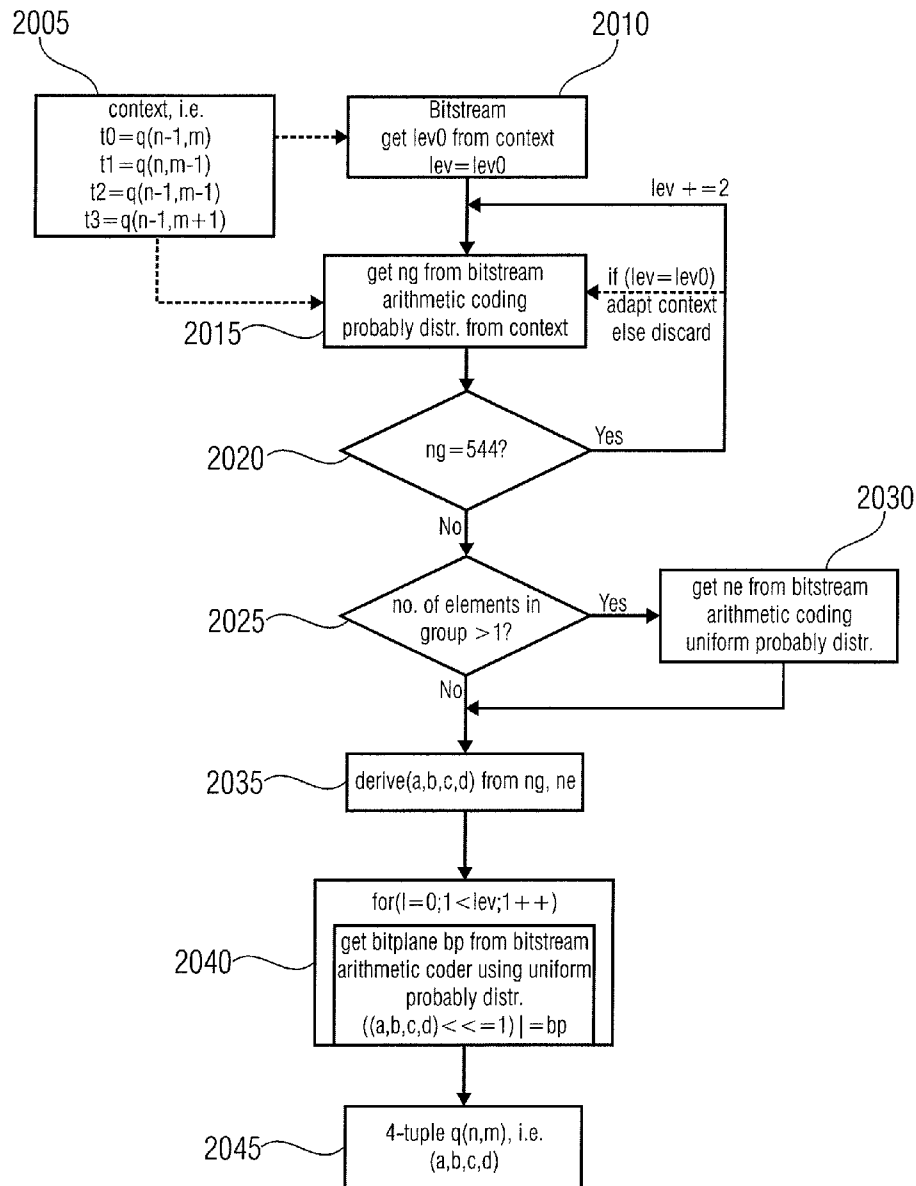 2005
context, i.e.
t0=q(n-1,m)
t1=q(n,m-1)
t2=q(n-1,m-1)
t3=q(n-1,m+1)
2010
Bitstream
get lev0 from context
lev=lev0
lev +=2
get ng from bitstream
arithmetic coding
probably distr. from context
2015
if (lev=lev0)
adapt context
else discard
2020
ng=544?
Yes
No
2025
no. of elements in
group >1?
Yes
No
2030
get ne from bitstream
arithmetic coding
uniform probably distr.
2035
derive(a,b,c,d) from ng, ne
2040
for(l=0;1<lev;1++)
get bitplane bp from bitstream
arithmetic coder using uniform
probably distr.
((a,b,c,d)<<=1)|=bp
2045
4-tuple q(n,m), i.e.
(a,b,c,d)